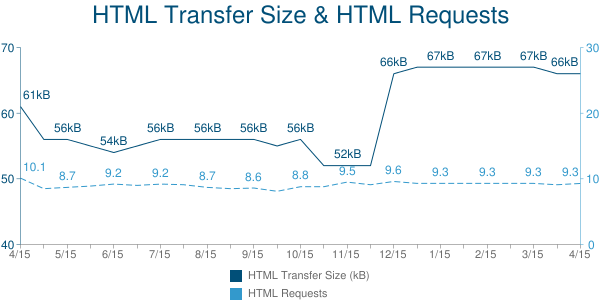 HTML Transfer Size & HTML Requests
70
60
50
40
30
20
10
0
61kB
56kB
54kB
56kB
56kB
56kB
56kB
52kB
66kB
67kB
67kB
67kB
66kB
10.1
8.7
9.2
9.2
8.7
8.6
8.8
9.5
9.6
9.3
9.3
9.3
4/15
5/15
6/15
7/15
8/15
9/15
10/15
11/15
12/15
1/15
2/15
3/15
4/15
HTML Transfer Size (kB)
HTML Requests